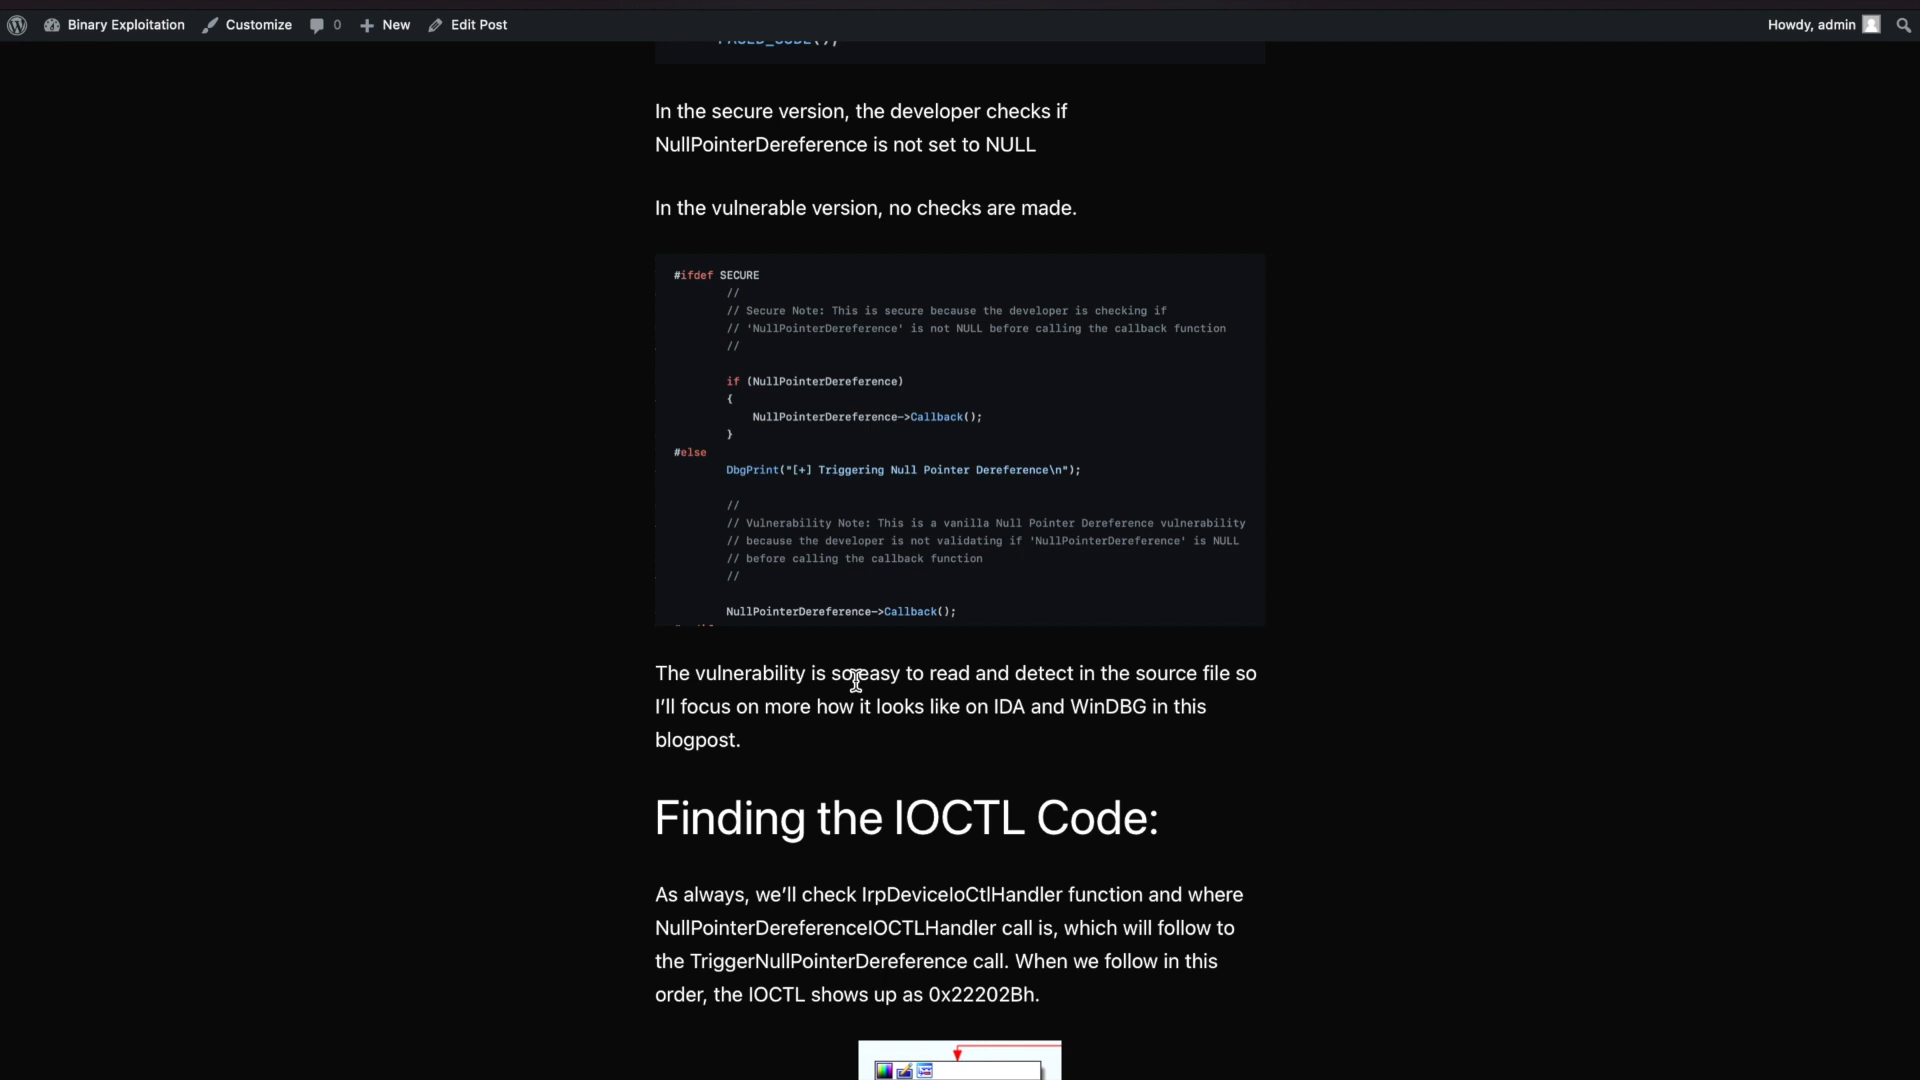 Binary Exploitation Customize 0 New Edit Post Howdy, admin
In the secure version, the developer checks if
NullPointerDereference is not set to NULL
In the vulnerable version, no checks are made.
#ifdef SECURE
//
// Secure Note: This is secure because the developer is checking if
// 'NullPointerDereference' is not NULL before calling the callback function
//
if (NullPointerDereference)
{
NullPointerDereference->Callback();
}
#else
DbgPrint("[+] Triggering Null Pointer Dereference\n");
//
// Vulnerability Note: This is a vanilla Null Pointer Dereference vulnerability
// because the developer is not validating if 'NullPointerDereference' is NULL
// before calling the callback function
//
NullPointerDereference->Callback();
The vulnerability is so easy to read and detect in the source file so
I'll focus on more how it looks like on IDA and WinDBG in this
blogpost.
Finding the IOCTL Code:
As always, we'll check IrpDeviceIoCtlHandler function and where
NullPointerDereferenceIOCTLHandler call is, which will follow to
the TriggerNullPointerDereference call. When we follow in this
order, the IOCTL shows up as 0x22202Bh.